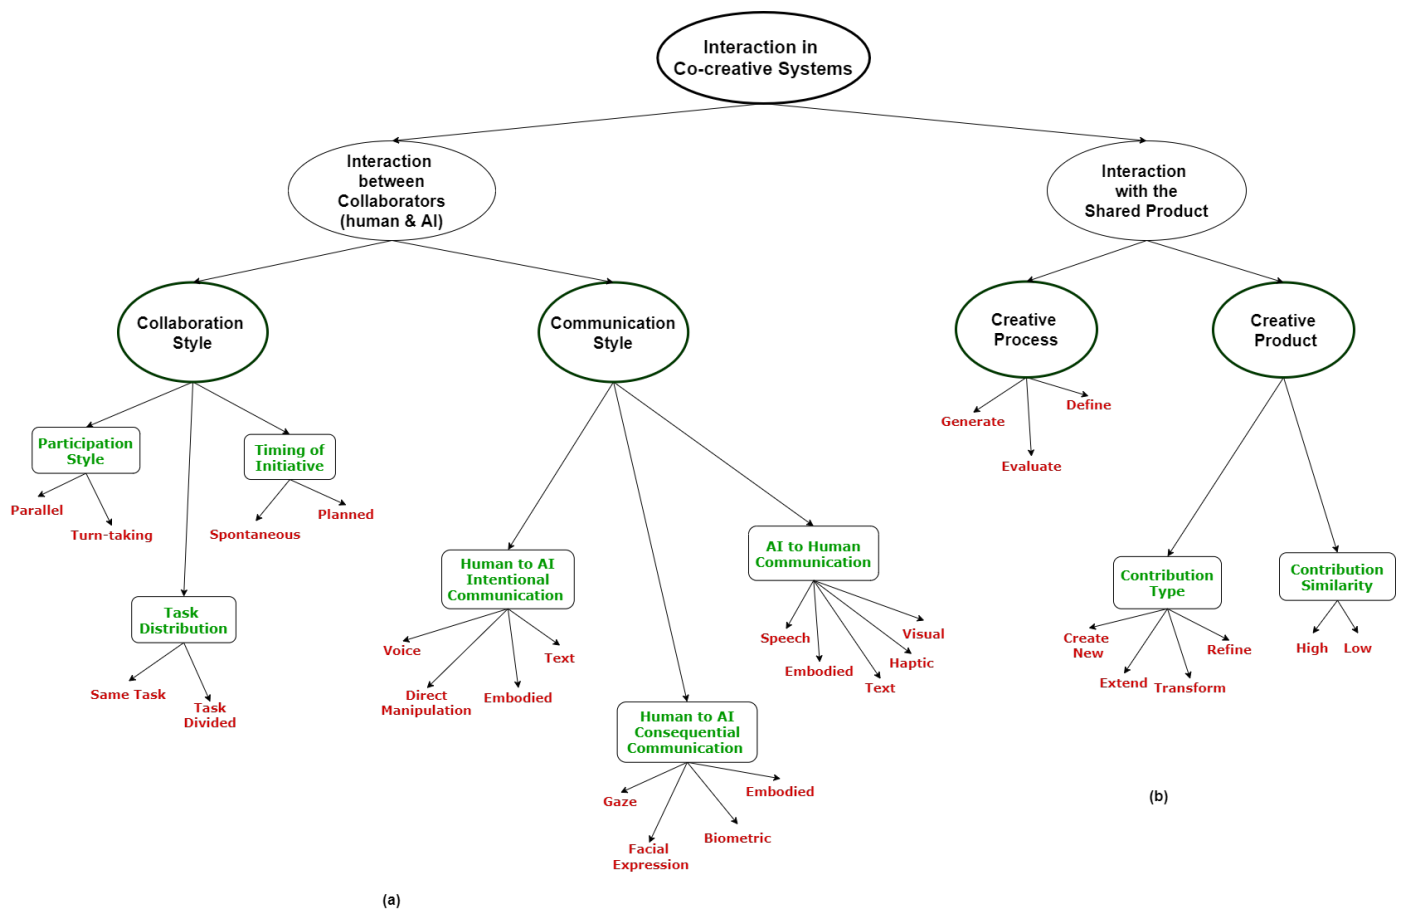 Interaction in
Co-creative Systems
Interaction
between
Collaborators
(human & AI)
Interaction
with the
Shared Product
Collaboration
Style
Communication
Style
Creative
Process
Creative
Product
Participation
Style
Timing of
Initiative
Parallel
Turn-taking
Spontaneous
Planned
Task
Distribution
Same Task
Task
Divided
Human to AI
Intentional
Communication
Voice
Direct
Manipulation
Embodied
Text
Human to AI
Consequential
Communication
Gaze
Facial
Expression
Biometric
Embodied
AI to Human
Communication
Speech
Embodied
Text
Haptic
Visual
Generate
Evaluate
Define
Contribution
Type
Create
New
Extend
Transform
Refine
Contribution
Similarity
High
Low
(a)
(b)